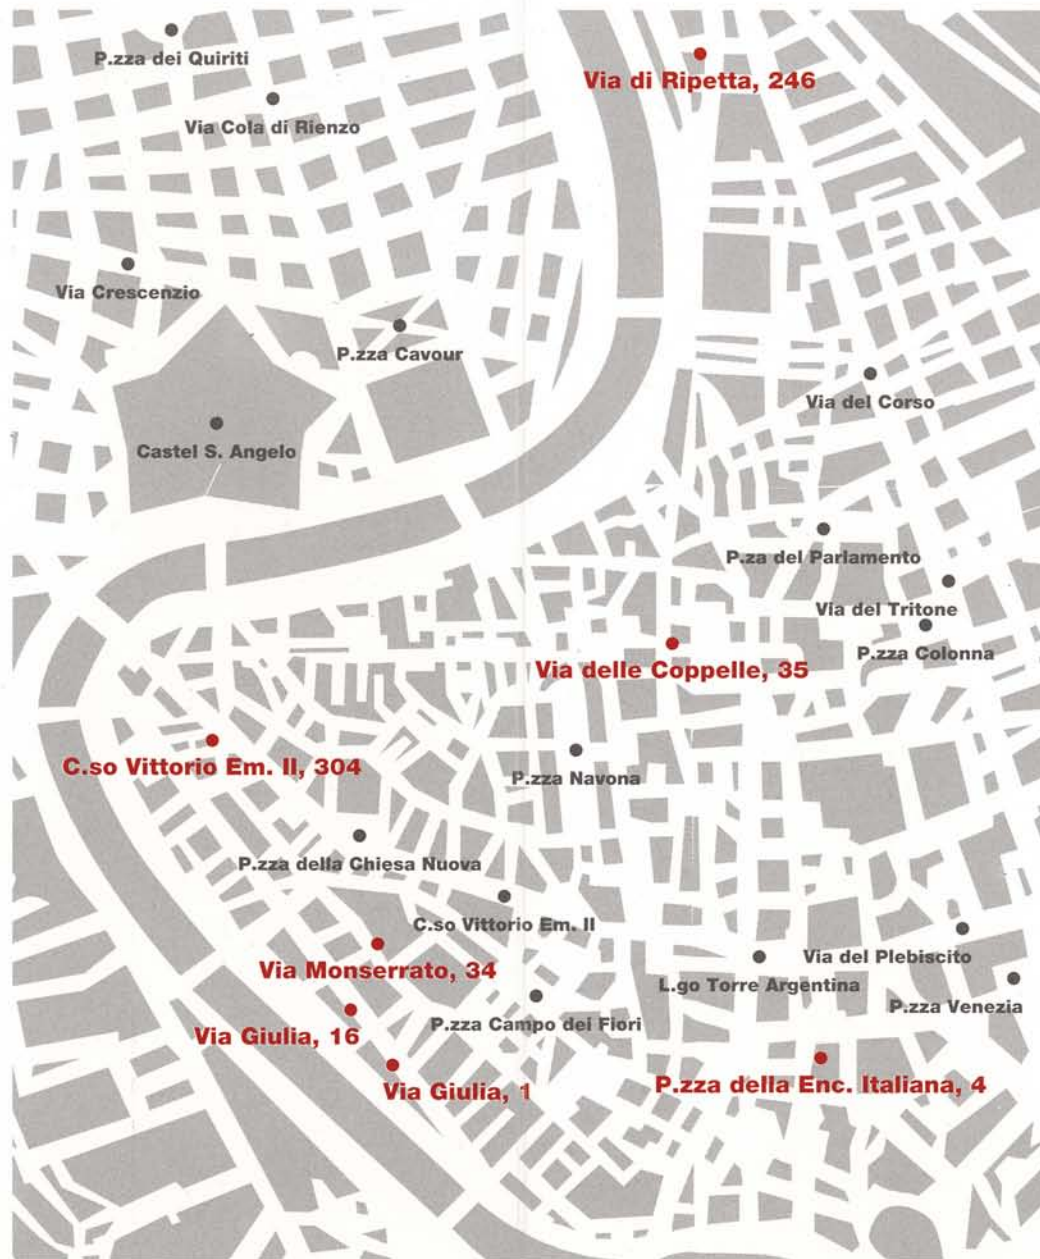 P.zza dei Quiriti
Via di Ripetta, 246
Via Cola di Rienzo
Via Crescenzio
P.zza Cavour
Via del Corso
Castel S. Angelo
P.za del Parlamento
Via del Tritone
P.zza Colonna
Via delle Coppelle, 35
C.so Vittorio Em. II, 304
P.zza Navona
P.zza della Chiesa Nuova
C.so Vittorio Em. II
Via del Plebiscito
Via Monserrato, 34
L.go Torre Argentina
P.zza Venezia
P.zza Campo dei Fiori
Via Giulia, 16
P.zza della Enc. Italiana, 4
Via Giulia, 1